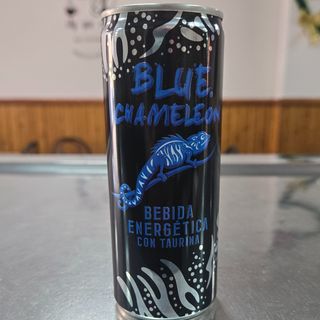 BLUE
CHAMELEON
BEBIDA
ENERGÉTICA
CON TAURINA